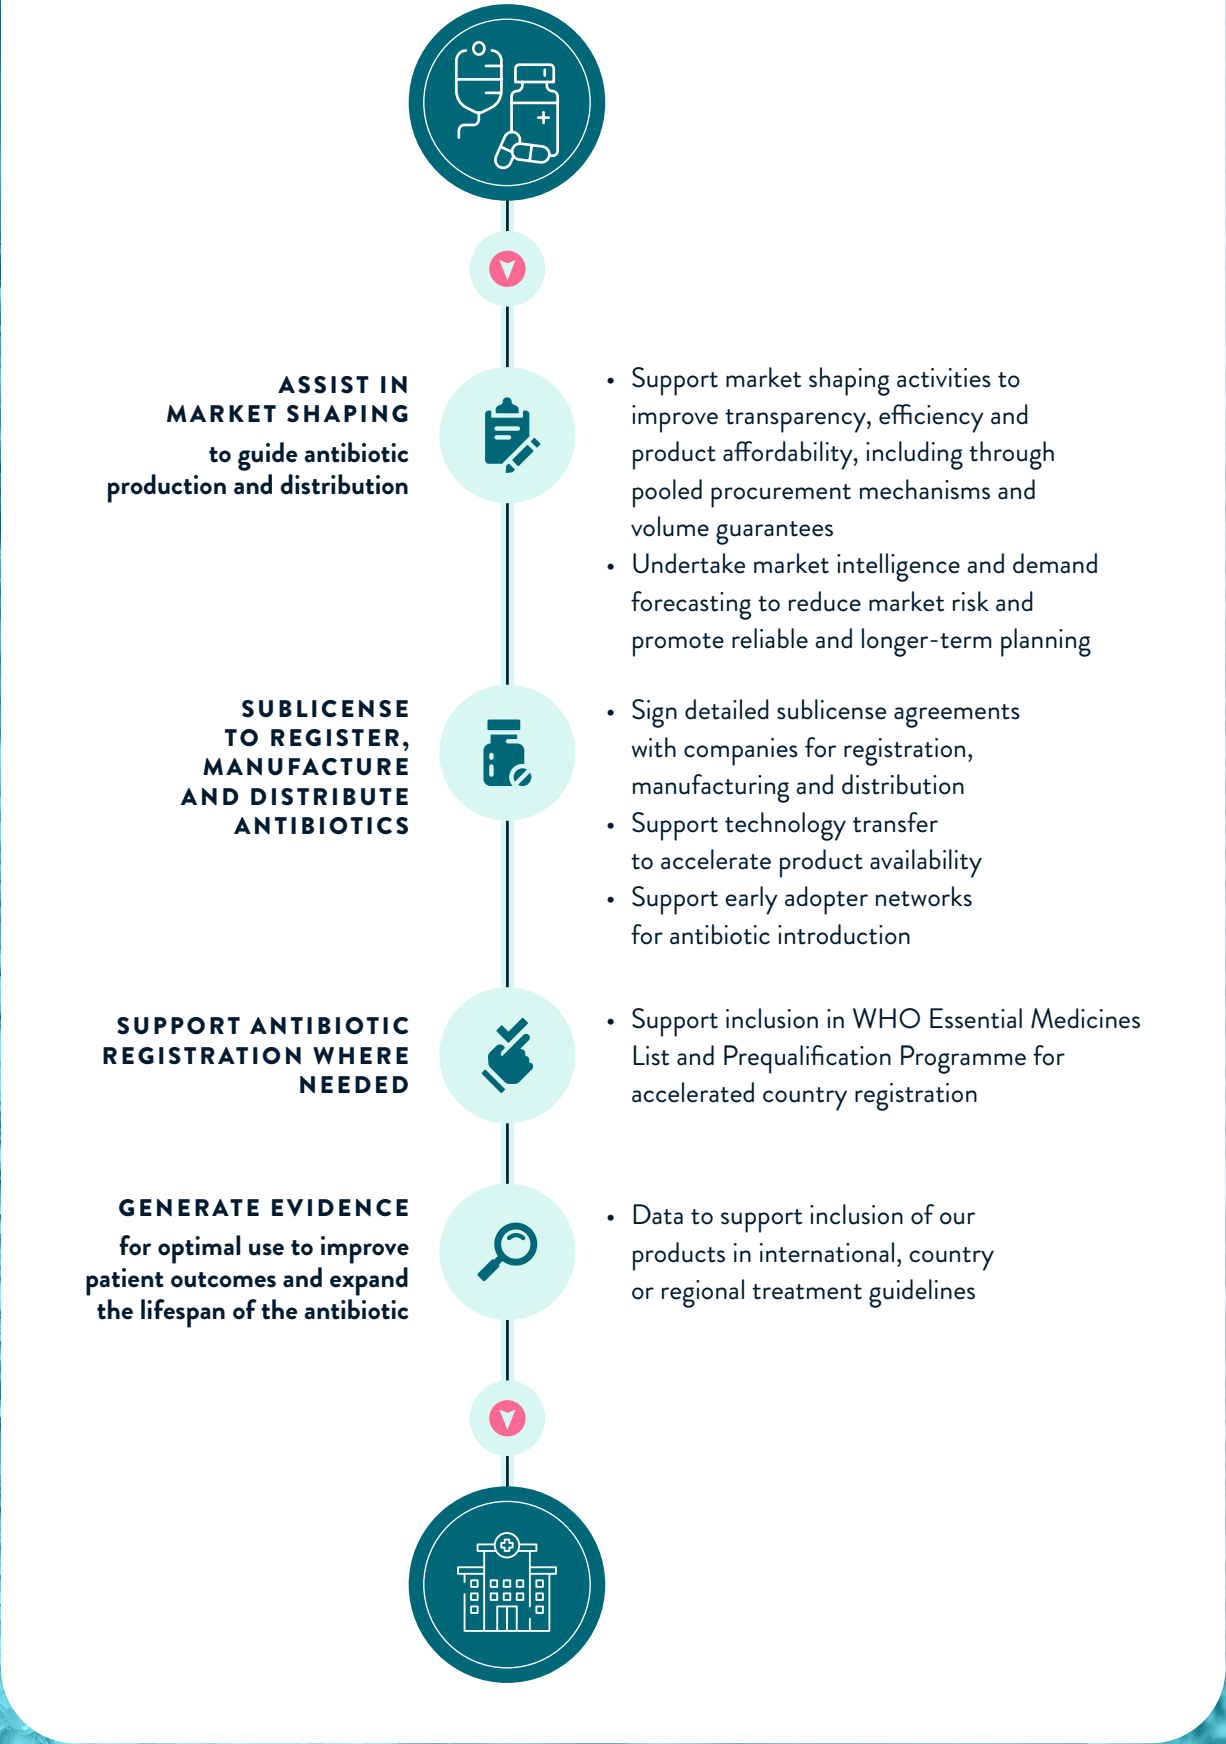 ASSIST IN
MARKET SHAPING
to guide antibiotic
production and distribution
• Support market shaping activities to
improve transparency, efficiency and
product affordability, including through
pooled procurement mechanisms and
volume guarantees
• Undertake market intelligence and demand
forecasting to reduce market risk and
promote reliable and longer-term planning
SUBLICENSE
TO REGISTER,
MANUFACTURE
AND DISTRIBUTE
ANTIBIOTICS
• Sign detailed sublicense agreements
with companies for registration,
manufacturing and distribution
• Support technology transfer
to accelerate product availability
• Support early adopter networks
for antibiotic introduction
SUPPORT ANTIBIOTIC
REGISTRATION WHERE
NEEDED
• Support inclusion in WHO Essential Medicines
List and Prequalification Programme for
accelerated country registration
GENERATE EVIDENCE
for optimal use to improve
patient outcomes and expand
the lifespan of the antibiotic
• Data to support inclusion of our
products in international, country
or regional treatment guidelines